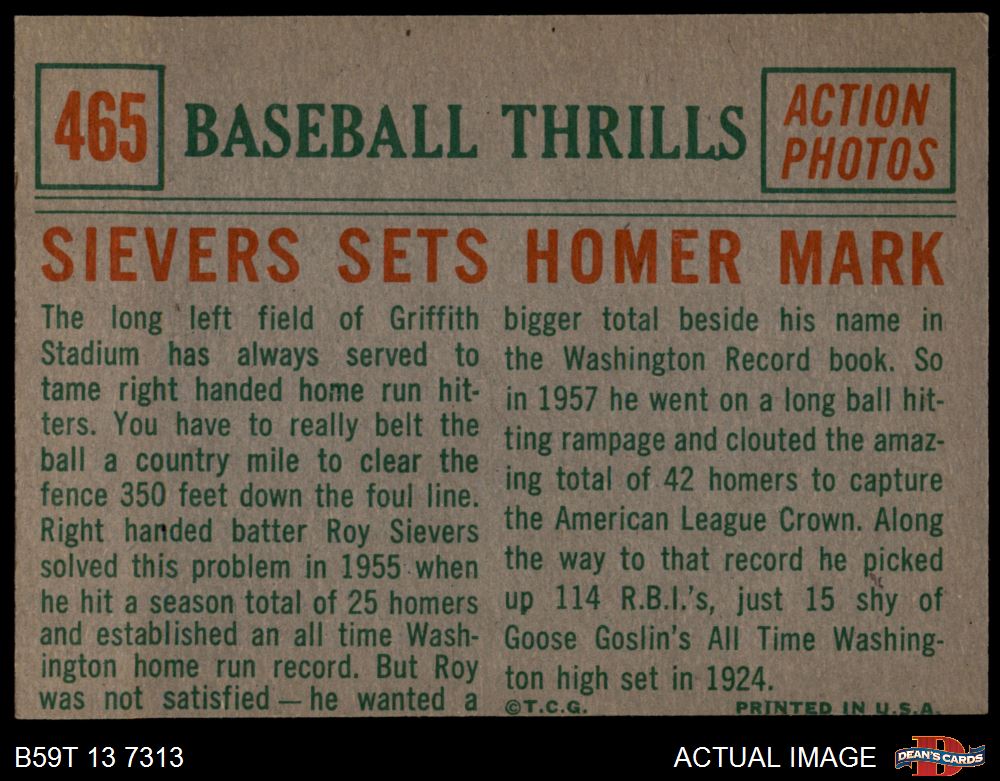 465
BASEBALL THRILLS
ACTION
PHOTOS
SIEVERS SETS HOMER MARK
The long left field of Griffith
Stadium has always served to
tame right handed home run hit-
ters. You have to really belt the
ball a country mile to clear the
fence 350 feet down the foul line.
Right handed batter Roy Sievers
solved this problem in 1955 when
he hit a season total of 25 homers
and established an all time Wash-
ington home run record. But Roy
was not satisfied — he wanted a
bigger total beside his name in
the Washington Record book. So
in 1957 he went on a long ball hit-
ting rampage and clouted the amaz-
ing total of 42 homers to capture
the American League Crown. Along
the way to that record he picked
up 114 R.B.I.'s, just 15 shy of
Goose Goslin's All Time Washing-
ton high set in 1924.
©T.C.G.
PRINTED IN U.S.A.
B59T 13 7313
ACTUAL IMAGE
DEAN'S CARDS